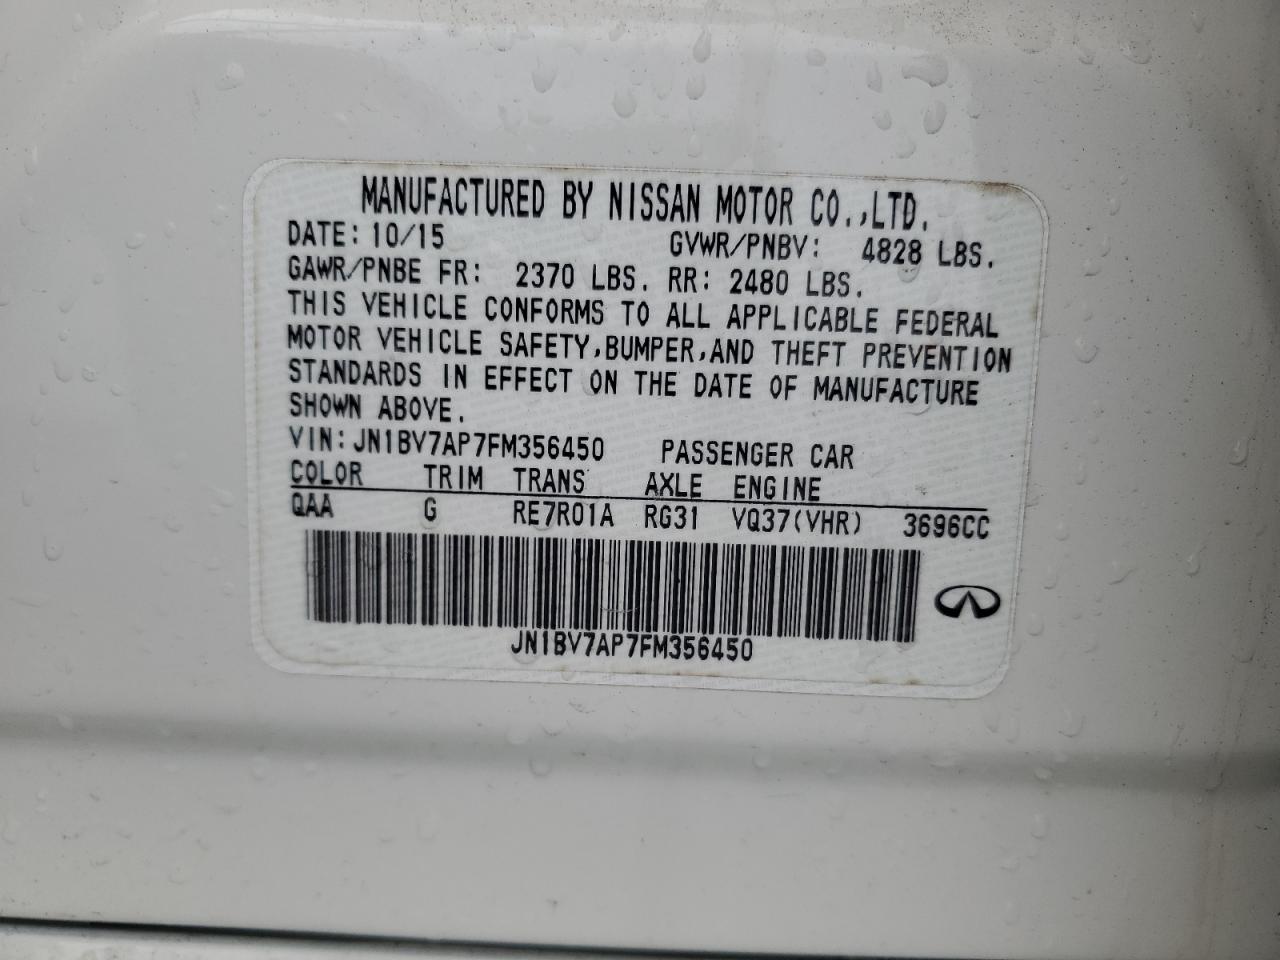 MANUFACTURED BY NISSAN MOTOR CO.,LTD.
DATE: 10/15 GVWR/PNBV: 4828 LBS.
GAWR/PNBE FR: 2370 LBS. RR: 2480 LBS.
THIS VEHICLE CONFORMS TO ALL APPLICABLE FEDERAL
MOTOR VEHICLE SAFETY,BUMPER,AND THEFT PREVENTION
STANDARDS IN EFFECT ON THE DATE OF MANUFACTURE
SHOWN ABOVE.
VIN: JN1BV7AP7FM356450 PASSENGER CAR
COLOR TRIM TRANS AXLE ENGINE
QAA G RE7R01A RG31 VQ37(VHR) 3696CC
JN1BV7AP7FM356450